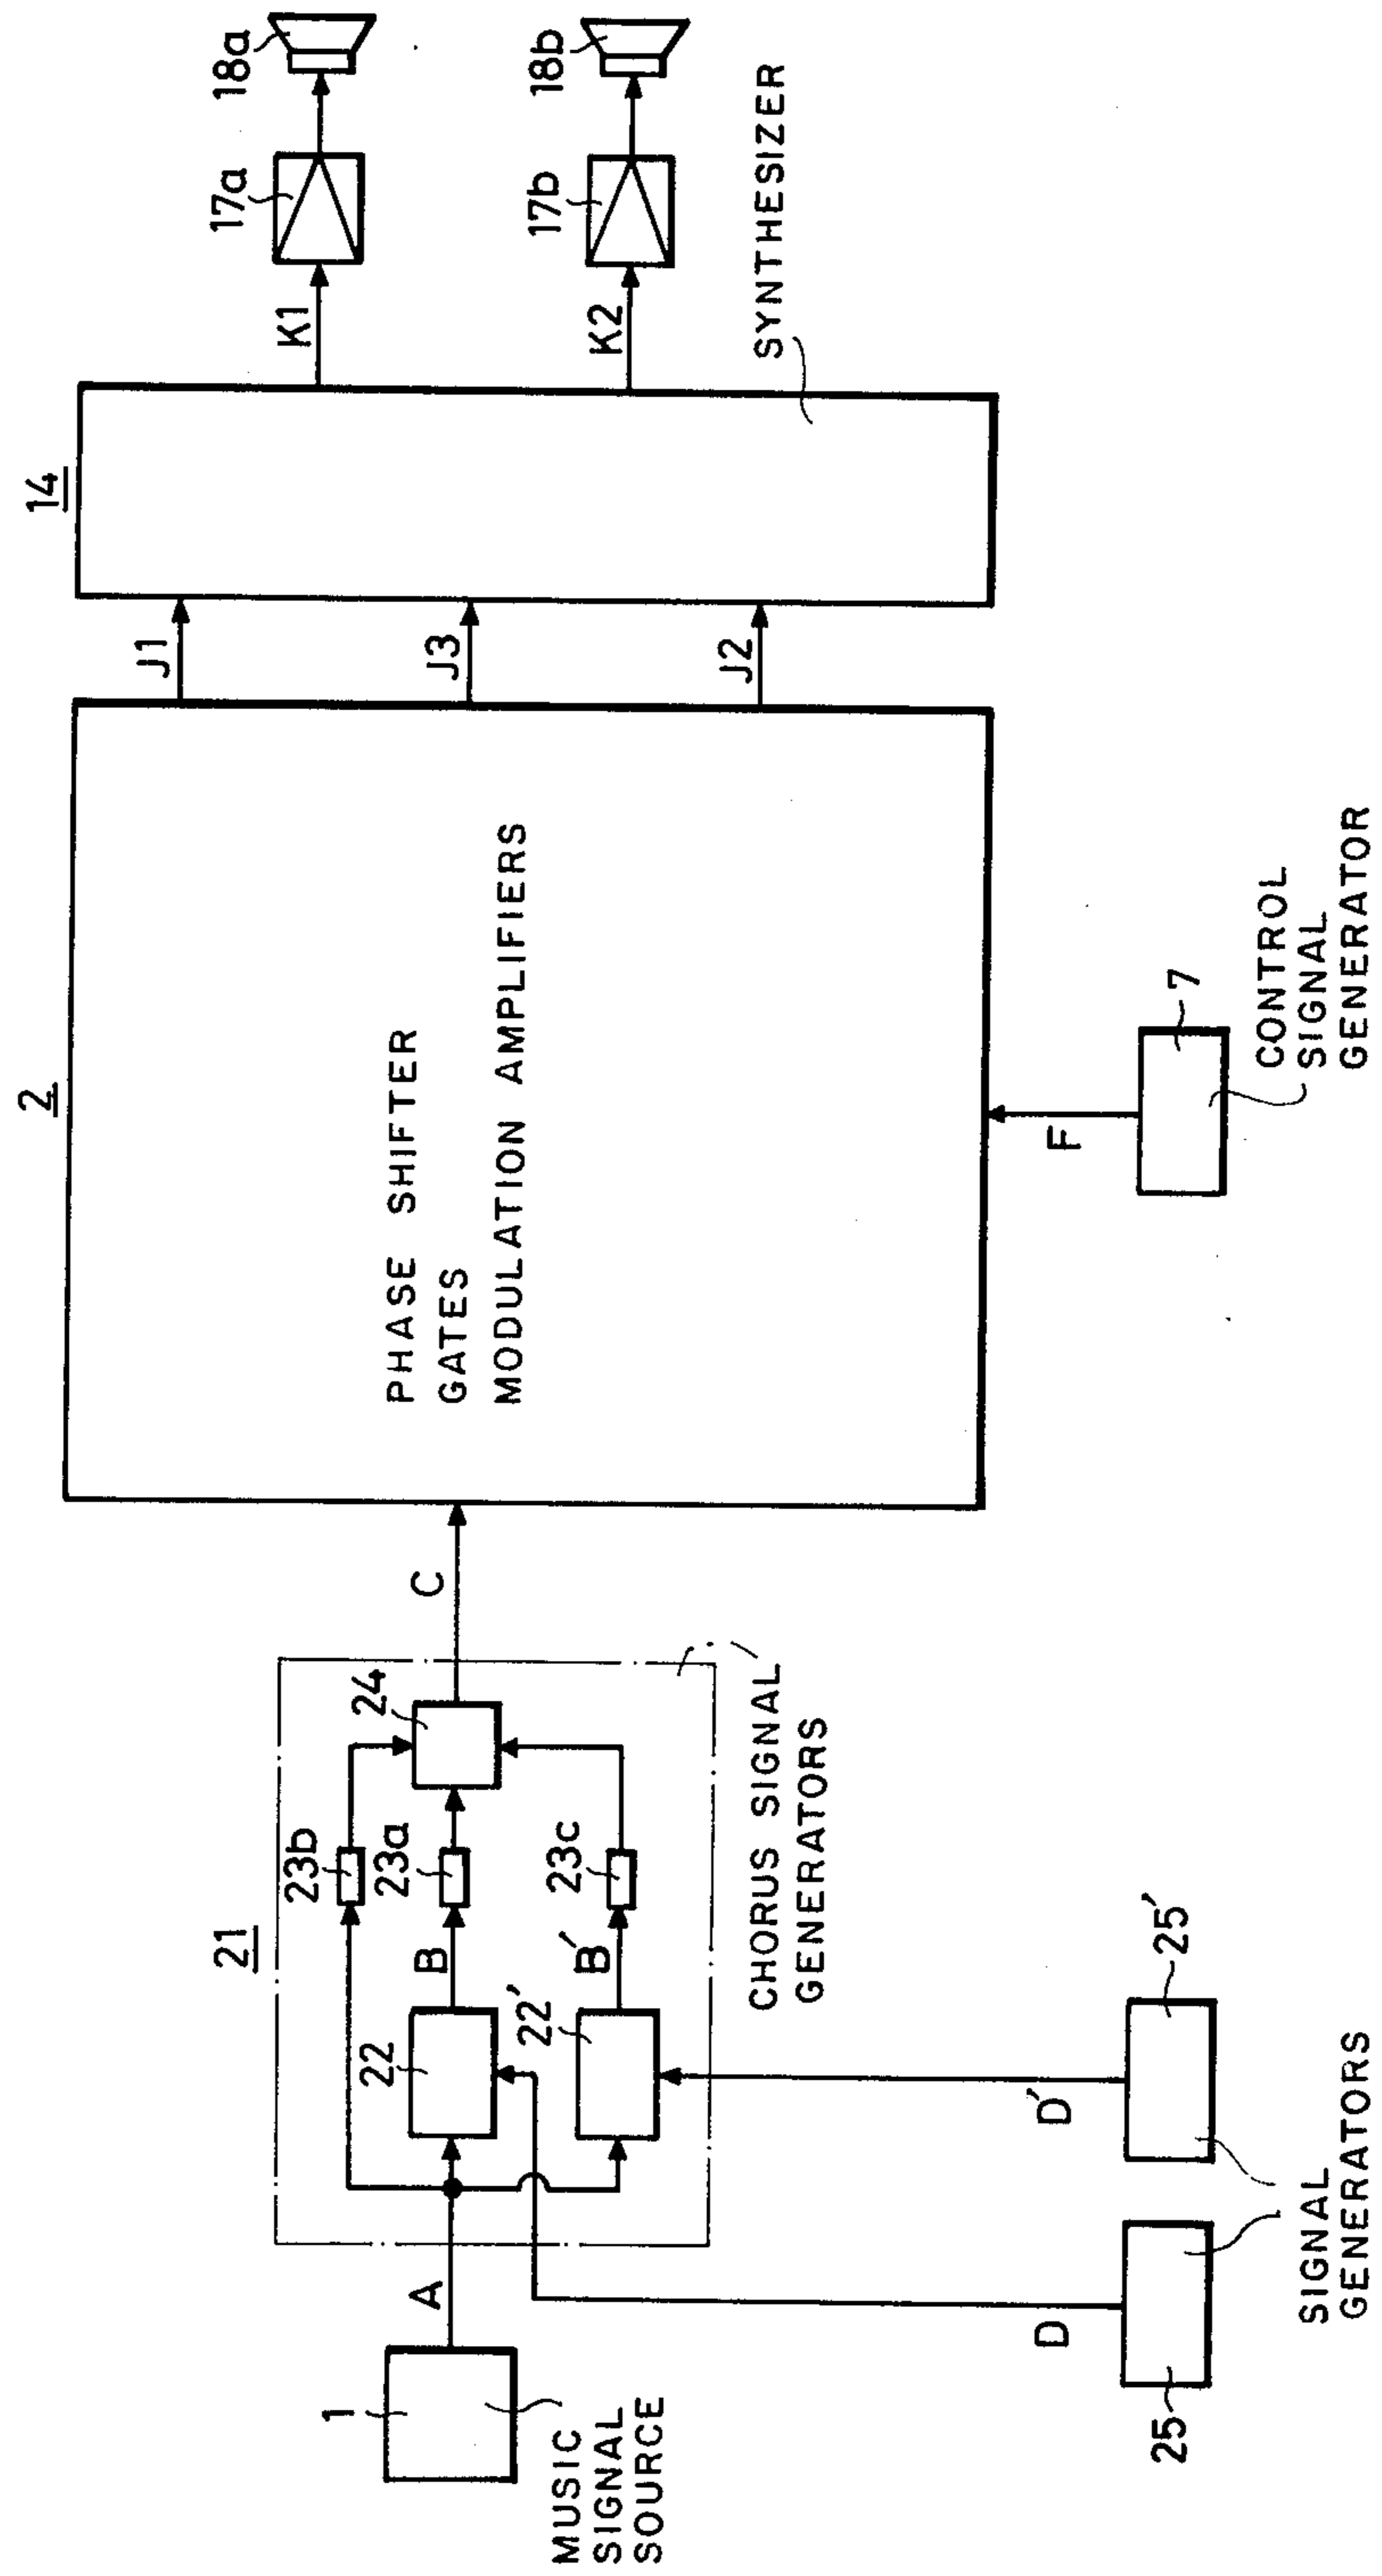 1
MUSIC
SIGNAL
SOURCE
A
21
22
22′
B
B′
23b
23a
23c
24
CHORUS SIGNAL
GENERATORS
C
D
D′
25
25′
SIGNAL
GENERATORS
2
PHASE SHIFTER
GATES
MODULATION AMPLIFIERS
F
7
CONTROL
SIGNAL
GENERATOR
J1
J3
J2
14
SYNTHESIZER
K1
K2
17a
17b
18a
18b